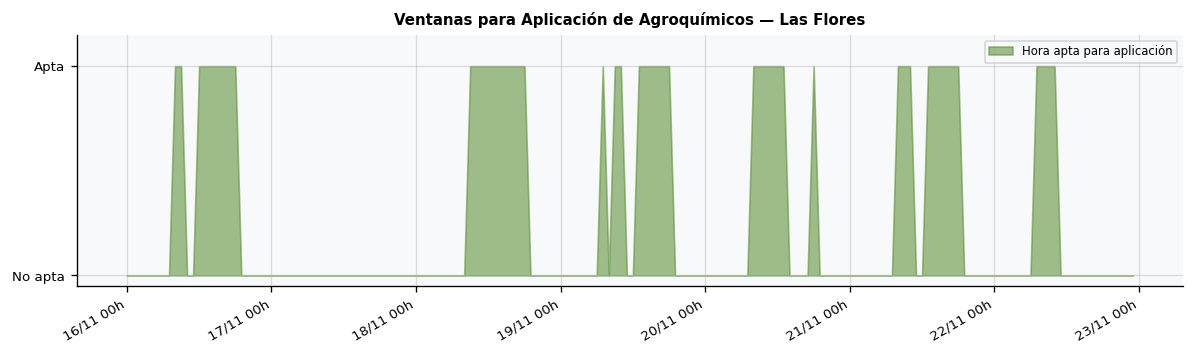 Ventanas para Aplicación de Agroquímicos — Las Flores
Hora apta para aplicación
Apta
No apta
16/11 00h
17/11 00h
18/11 00h
19/11 00h
20/11 00h
21/11 00h
22/11 00h
23/11 00h